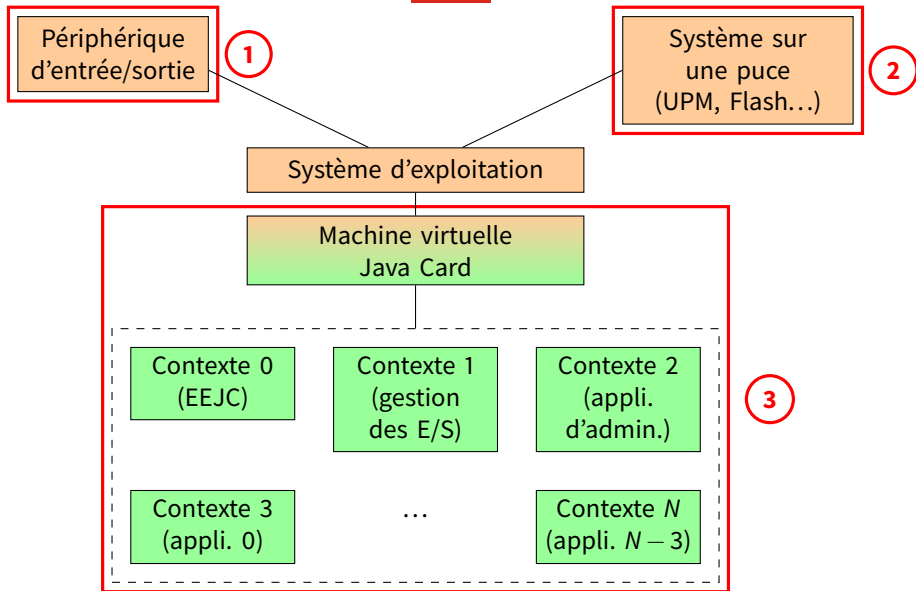 Périphérique
d'entrée/sortie
1
Système sur
une puce
(UPM, Flash…)
2
Système d'exploitation
Machine virtuelle
Java Card
Contexte 0
(EEJC)
Contexte 1
(gestion
des E/S)
Contexte 2
(appli.
d'admin.)
3
Contexte 3
(appli. 0)
…
Contexte N
(appli. N − 3)